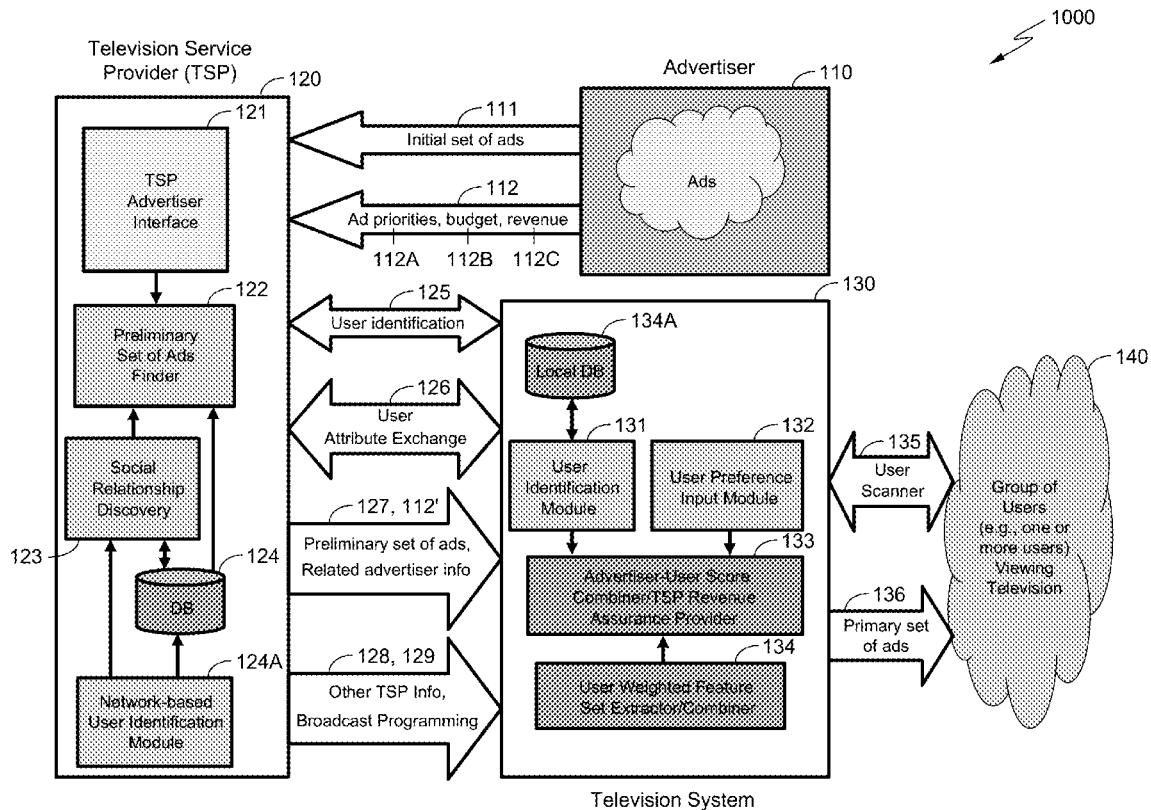 1000
Television Service
Provider (TSP)
120
121
TSP
Advertiser
Interface
122
Preliminary
Set of Ads
Finder
Social
Relationship
Discovery
123
124
DB
124A
Network-based
User Identification
Module
Advertiser
110
Ads
111
Initial set of ads
112
Ad priorities, budget, revenue
112A
112B
112C
125
User identification
126
User
Attribute Exchange
127, 112'
Preliminary set of ads,
Related advertiser info
128, 129
Other TSP Info,
Broadcast Programming
130
134A
Local DB
131
User
Identification
Module
132
User Preference
Input Module
133
Advertiser-User Score
Combiner/TSP Revenue
Assurance Provider
134
User Weighted Feature
Set Extractor/Combiner
Television System
135
User
Scanner
136
Primary set
of ads
140
Group of
Users
(e.g., one or
more users)
Viewing
Television